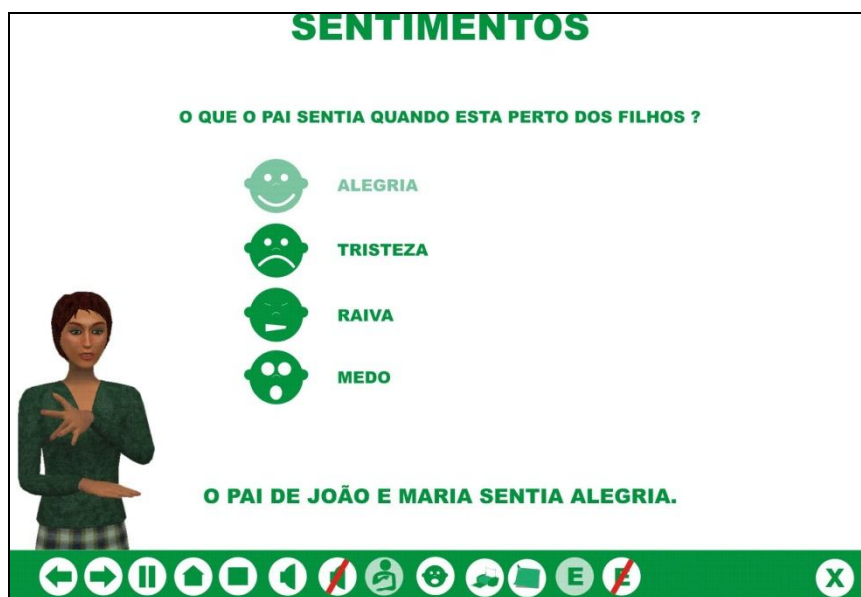 SENTIMENTOS
O QUE O PAI SENTIA QUANDO ESTA PERTO DOS FILHOS ?
ALEGRIA
TRISTEZA
RAIVA
MEDO
O PAI DE JOÃO E MARIA SENTIA ALEGRIA.
E E X